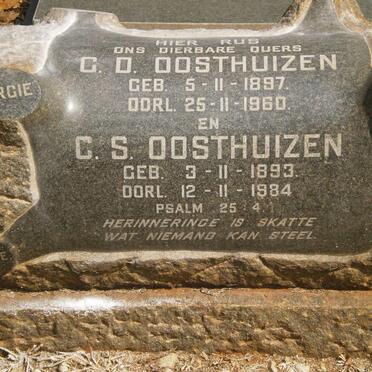 HIER RUS
ONS DIERBARE OUERS
C. D. OOSTHUIZEN
GEB. 5-11-1897.
OORL. 25-11-1960.
EN
C. S. OOSTHUIZEN
GEB. 3-11-1893.
OORL. 12-11-1984
PSALM 25:4
HERINNERINGE IS SKATTE
WAT NIEMAND KAN STEEL.